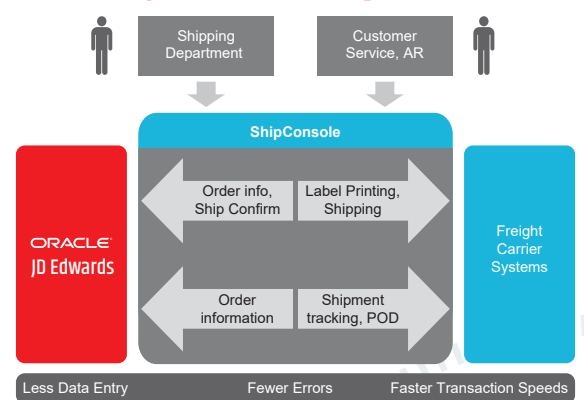 Shipping
Department
Customer
Service, AR
ShipConsole
Order info,
Ship Confirm
Label Printing,
Shipping
ORACLE
JD Edwards
Freight
Carrier
Systems
Order
information
Shipment
tracking, POD
Less Data Entry
Fewer Errors
Faster Transaction Speeds